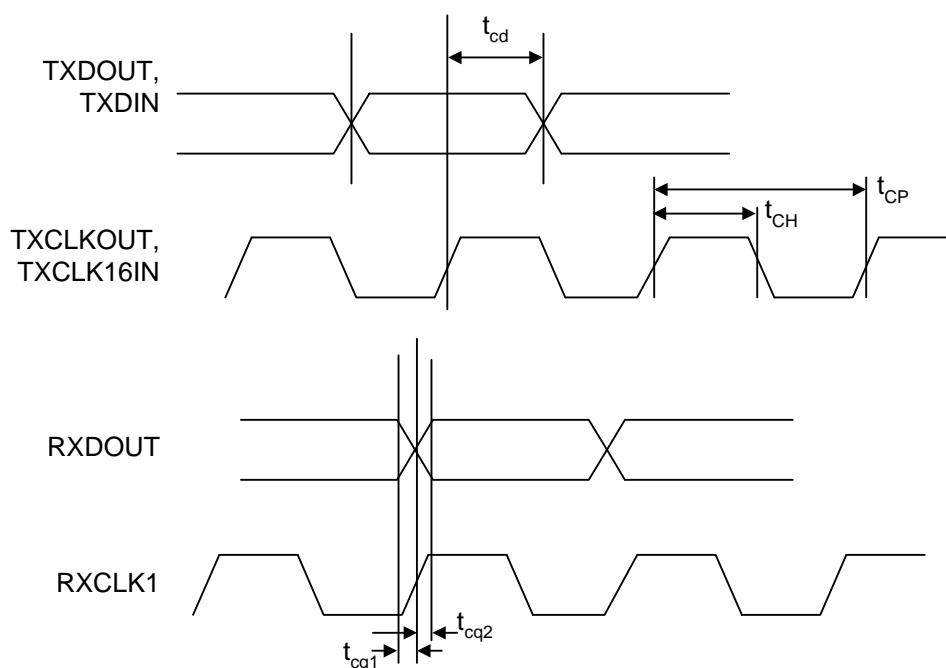 t_cd
TXDOUT,
TXDIN
t_CP
t_CH
TXCLKOUT,
TXCLK16IN
RXDOUT
RXCLK1
t_cq2
t_cq1